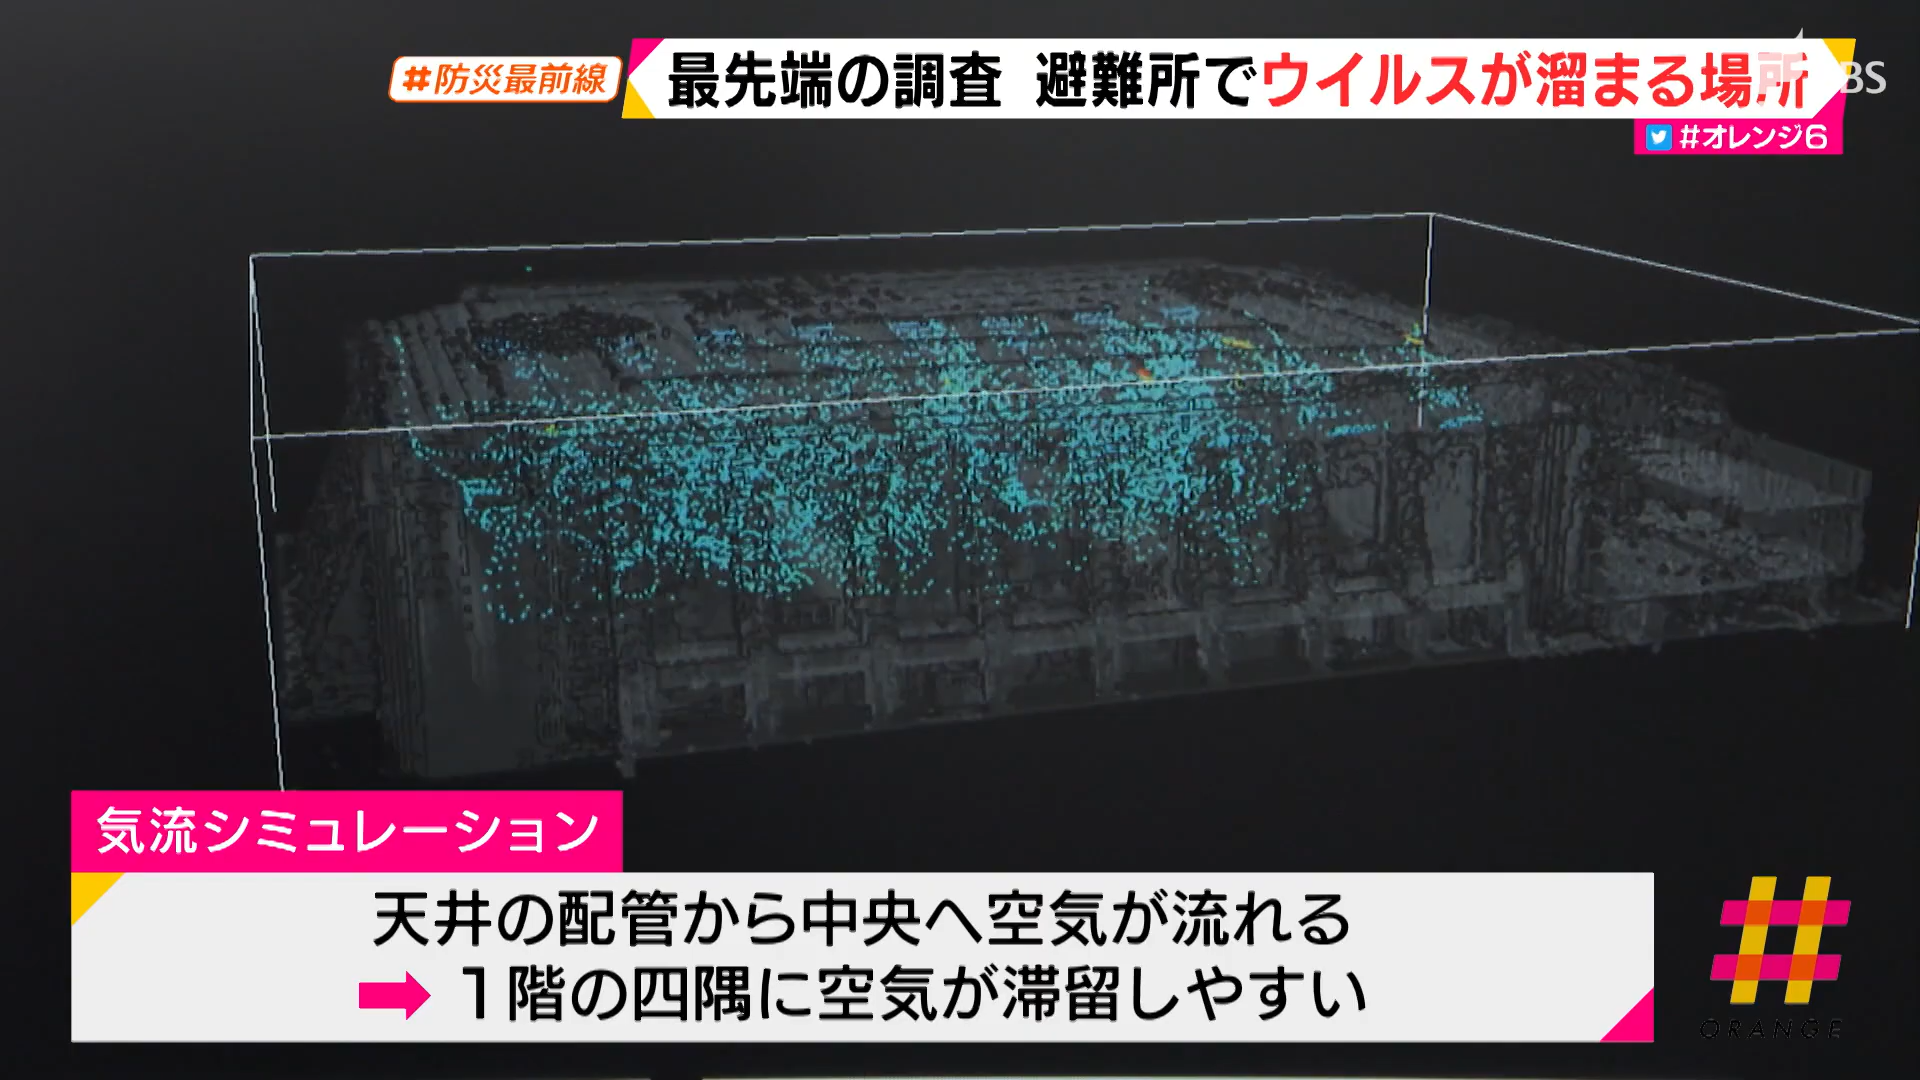 #防災最前線
最先端の調査 避難所でウイルスが溜まる場所
BS
#オレンジ6
気流シミュレーション
天井の配管から中央へ空気が流れる
➡１階の四隅に空気が滞留しやすい
#
ORANGE